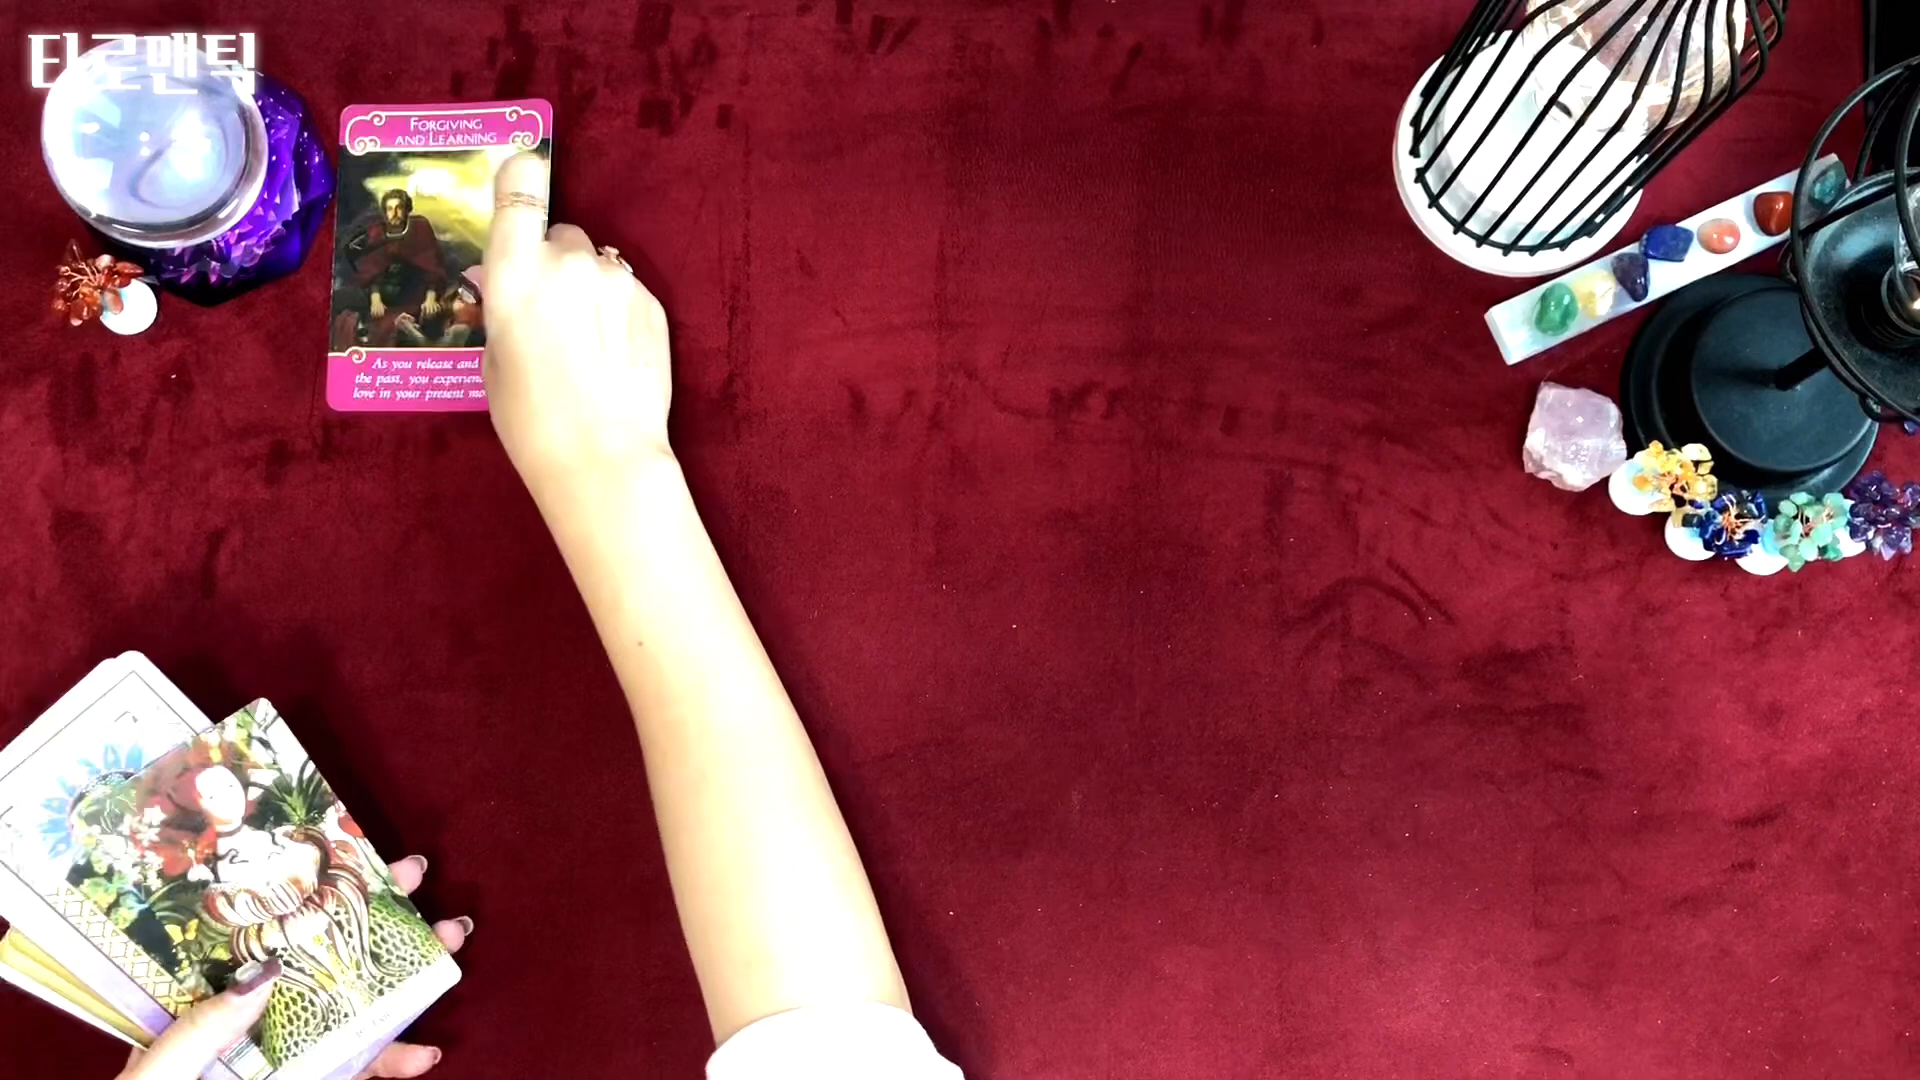 타로맨틱
FORGIVING
AND LEARNING
As you release and
the past, you experien
love in your present mo